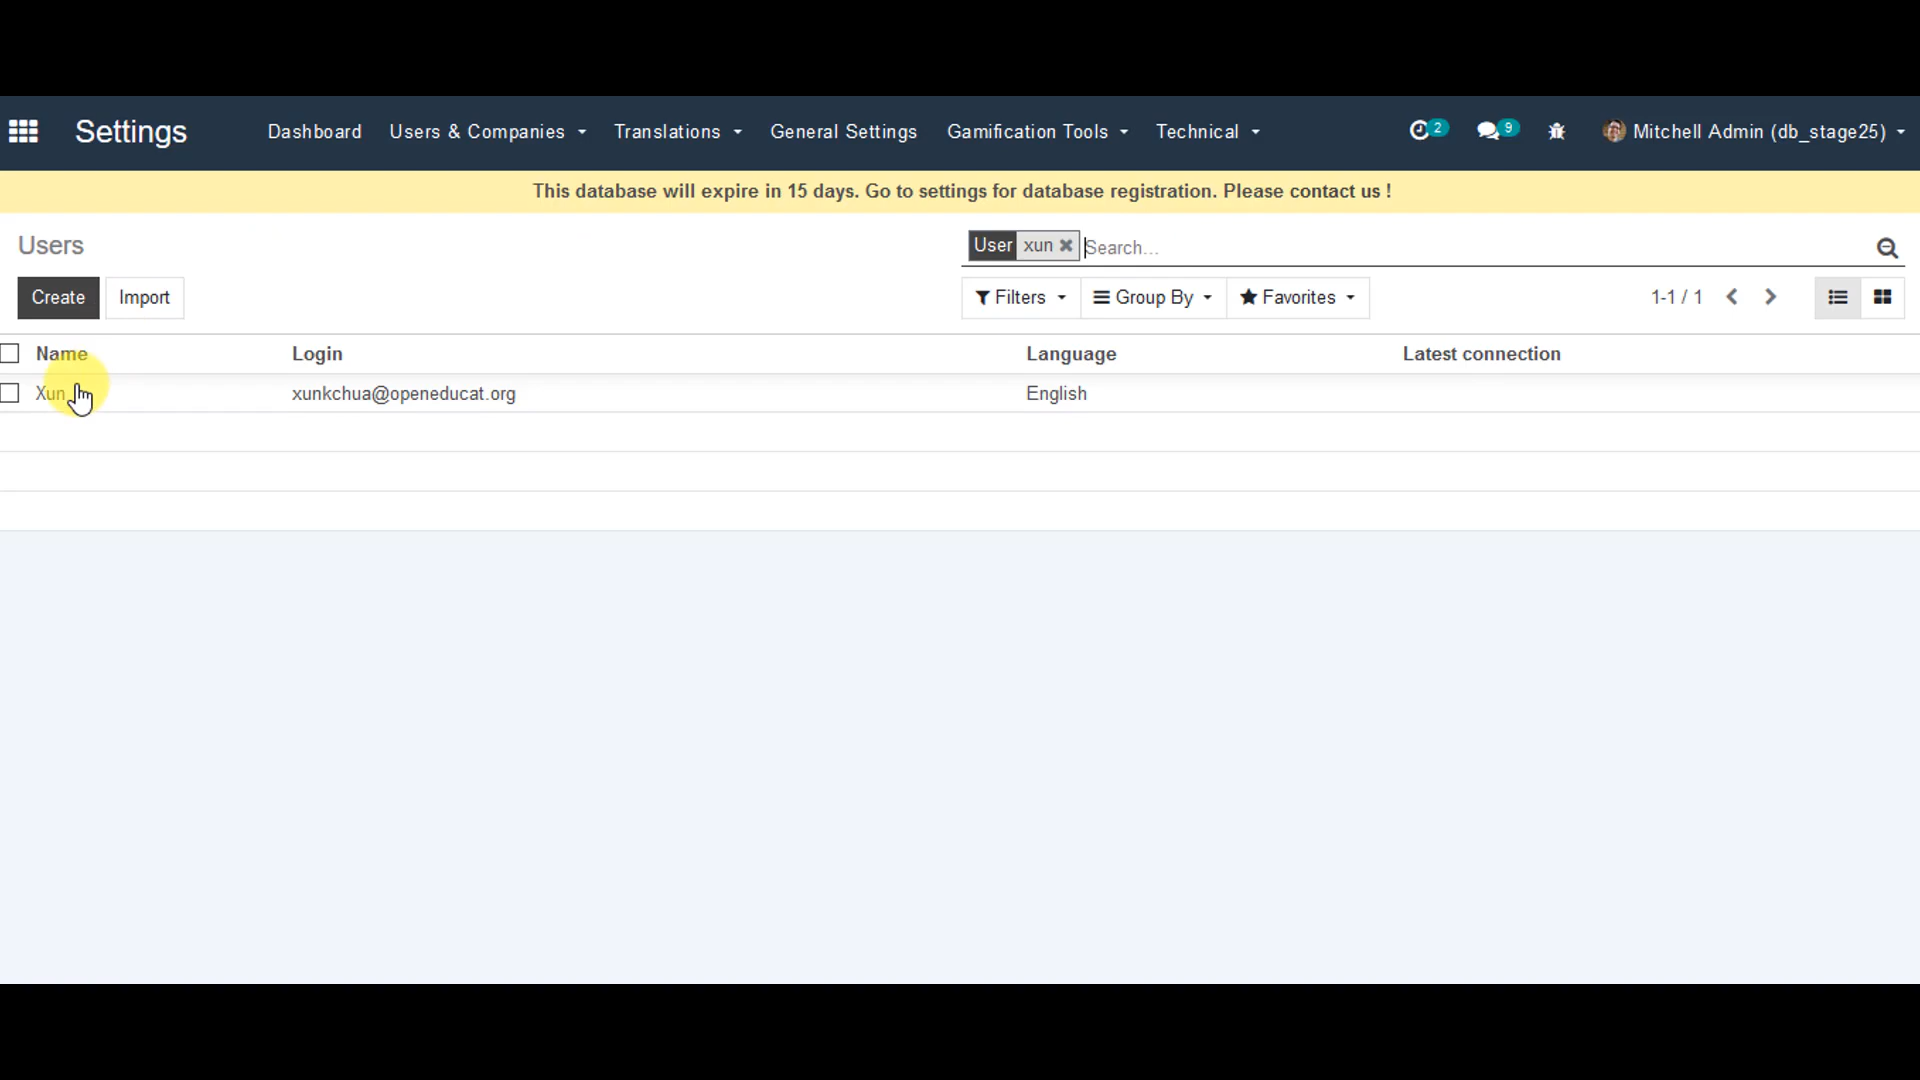 Settings Dashboard Users & Companies Translations General Settings Gamification Tools Technical 2 9 Mitchell Admin (db_stage25)
This database will expire in 15 days. Go to settings for database registration. Please contact us !
Users User xun Search...
Create Import Filters Group By Favorites 1-1 / 1
Name Login Language Latest connection
Xun xunkchua@openeducat.org English